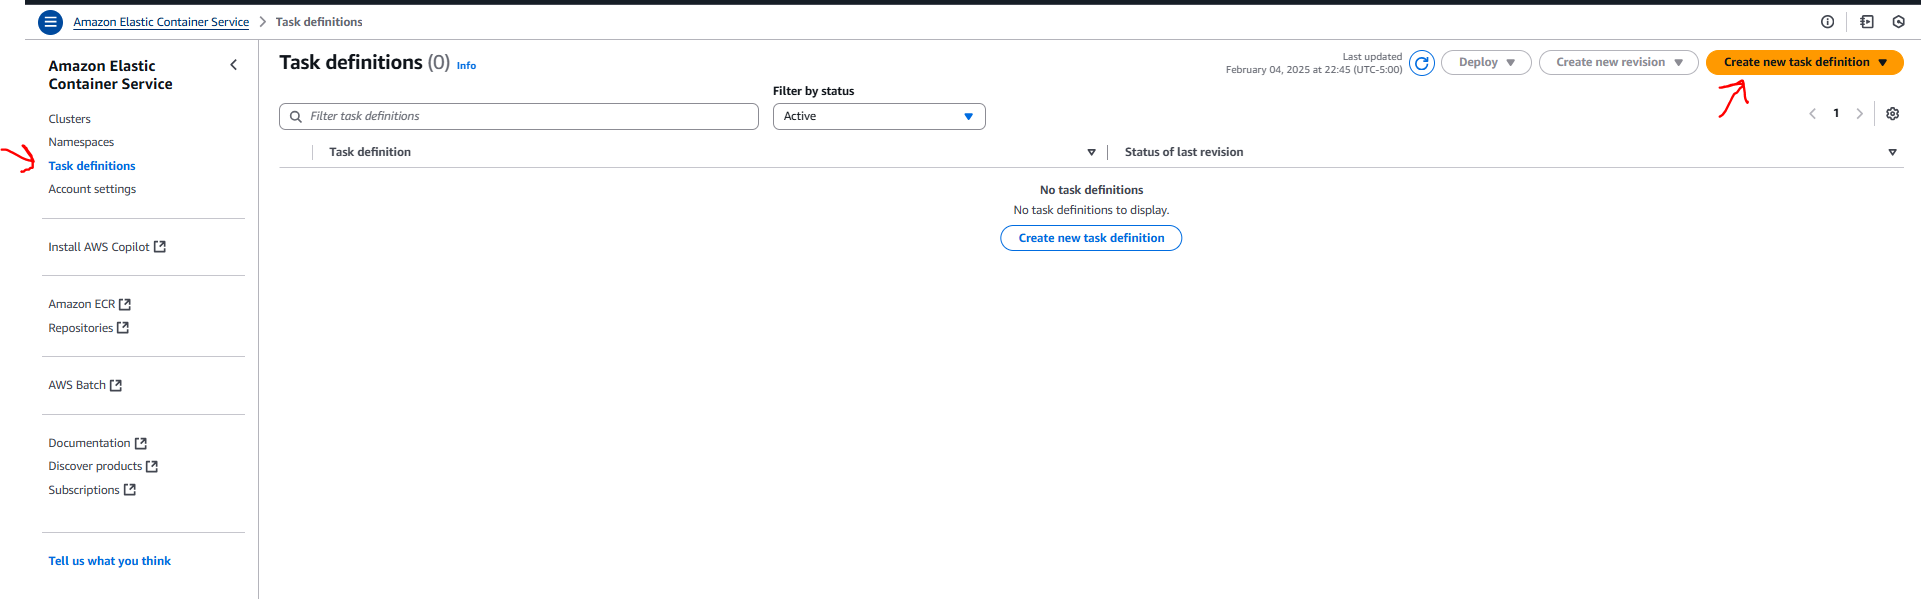 Amazon Elastic Container Service > Task definitions
Amazon Elastic
Container Service
Clusters
Namespaces
Task definitions
Account settings
Install AWS Copilot
Amazon ECR
Repositories
AWS Batch
Documentation
Discover products
Subscriptions
Tell us what you think
Task definitions (0) Info
Last updated
February 04, 2025 at 22:45 (UTC-5:00)
Deploy
Create new revision
Create new task definition
Filter by status
Filter task definitions
Active
1
Task definition
Status of last revision
No task definitions
No task definitions to display.
Create new task definition